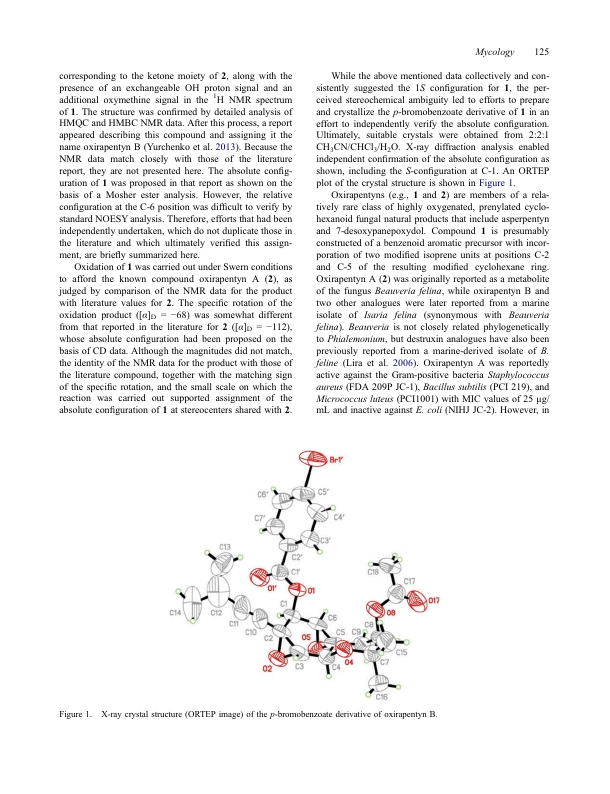 Mycology 125
corresponding to the ketone moiety of 2, along with the
presence of an exchangeable OH proton signal and an
additional oxymethine signal in the ¹H NMR spectrum
of 1. The structure was confirmed by detailed analysis of
HMQC and HMBC NMR data. After this process, a report
appeared describing this compound and assigning it the
name oxirapentyn B (Yurchenko et al. 2013). Because the
NMR data match closely with those of the literature
report, they are not presented here. The absolute config-
uration of 1 was proposed in that report as shown on the
basis of a Mosher ester analysis. However, the relative
configuration at the C-6 position was difficult to verify by
standard NOESY analysis. Therefore, efforts that had been
independently undertaken, which do not duplicate those in
the literature and which ultimately verified this assign-
ment, are briefly summarized here.
Oxidation of 1 was carried out under Swern conditions
to afford the known compound oxirapentyn A (2), as
judged by comparison of the NMR data for the product
with literature values for 2. The specific rotation of the
oxidation product ([α]D = −68) was somewhat different
from that reported in the literature for 2 ([α]D = −112),
whose absolute configuration had been proposed on the
basis of CD data. Although the magnitudes did not match,
the identity of the NMR data for the product with those of
the literature compound, together with the matching sign
of the specific rotation, and the small scale on which the
reaction was carried out supported assignment of the
absolute configuration of 1 at stereocenters shared with 2.
While the above mentioned data collectively and con-
sistently suggested the 1S configuration for 1, the per-
ceived stereochemical ambiguity led to efforts to prepare
and crystallize the p-bromobenzoate derivative of 1 in an
effort to independently verify the absolute configuration.
Ultimately, suitable crystals were obtained from 2:2:1
CH₃CN/CHCl₃/H₂O. X-ray diffraction analysis enabled
independent confirmation of the absolute configuration as
shown, including the S-configuration at C-1. An ORTEP
plot of the crystal structure is shown in Figure 1.
Oxirapentyns (e.g., 1 and 2) are members of a rela-
tively rare class of highly oxygenated, prenylated cyclo-
hexanoid fungal natural products that include asperpentyn
and 7-desoxypanepoxydol. Compound 1 is presumably
constructed of a benzenoid aromatic precursor with incor-
poration of two modified isoprene units at positions C-2
and C-5 of the resulting modified cyclohexane ring.
Oxirapentyn A (2) was originally reported as a metabolite
of the fungus Beauveria felina, while oxirapentyn B and
two other analogues were later reported from a marine
isolate of Isaria felina (synonymous with Beauveria
felina). Beauveria is not closely related phylogenetically
to Phialemonium, but destruxin analogues have also been
previously reported from a marine-derived isolate of B.
feline (Lira et al. 2006). Oxirapentyn A was reportedly
active against the Gram-positive bacteria Staphylococcus
aureus (FDA 209P JC-1), Bacillus subtilis (PCI 219), and
Micrococcus luteus (PCI1001) with MIC values of 25 µg/
mL and inactive against E. coli (NIHJ JC-2). However, in
Br1'
C6' C5'
C7' C4'
C3'
C2'
C13 C1' C18 C17
O1' O1 O17
C14 C12 C1 C6 O8
C11 C10 C2 O5 C5 C9 C8 C15
O2 C3 C4 O4 C7
C16
Figure 1. X-ray crystal structure (ORTEP image) of the p-bromobenzoate derivative of oxirapentyn B.